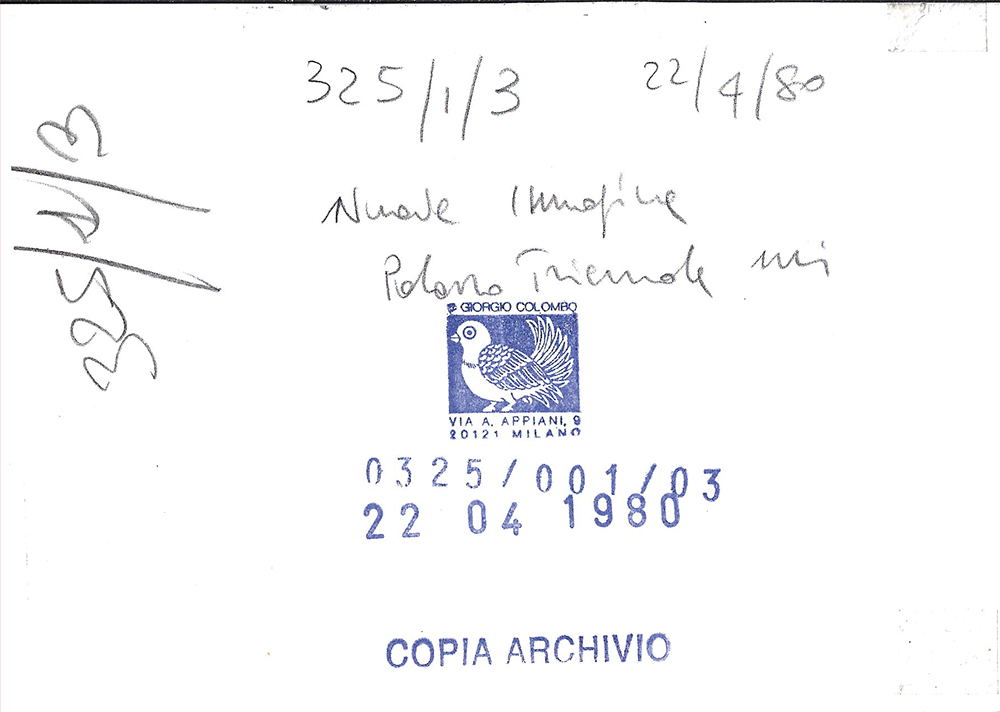 325/1/3 22/4/80
325/1/3
Nuova Immagine
Palazzo Triennale mi
GIORGIO COLOMBO
VIA A. APPIANI, 9
20121 MILANO
0325/001/03
22 04 1980
COPIA ARCHIVIO